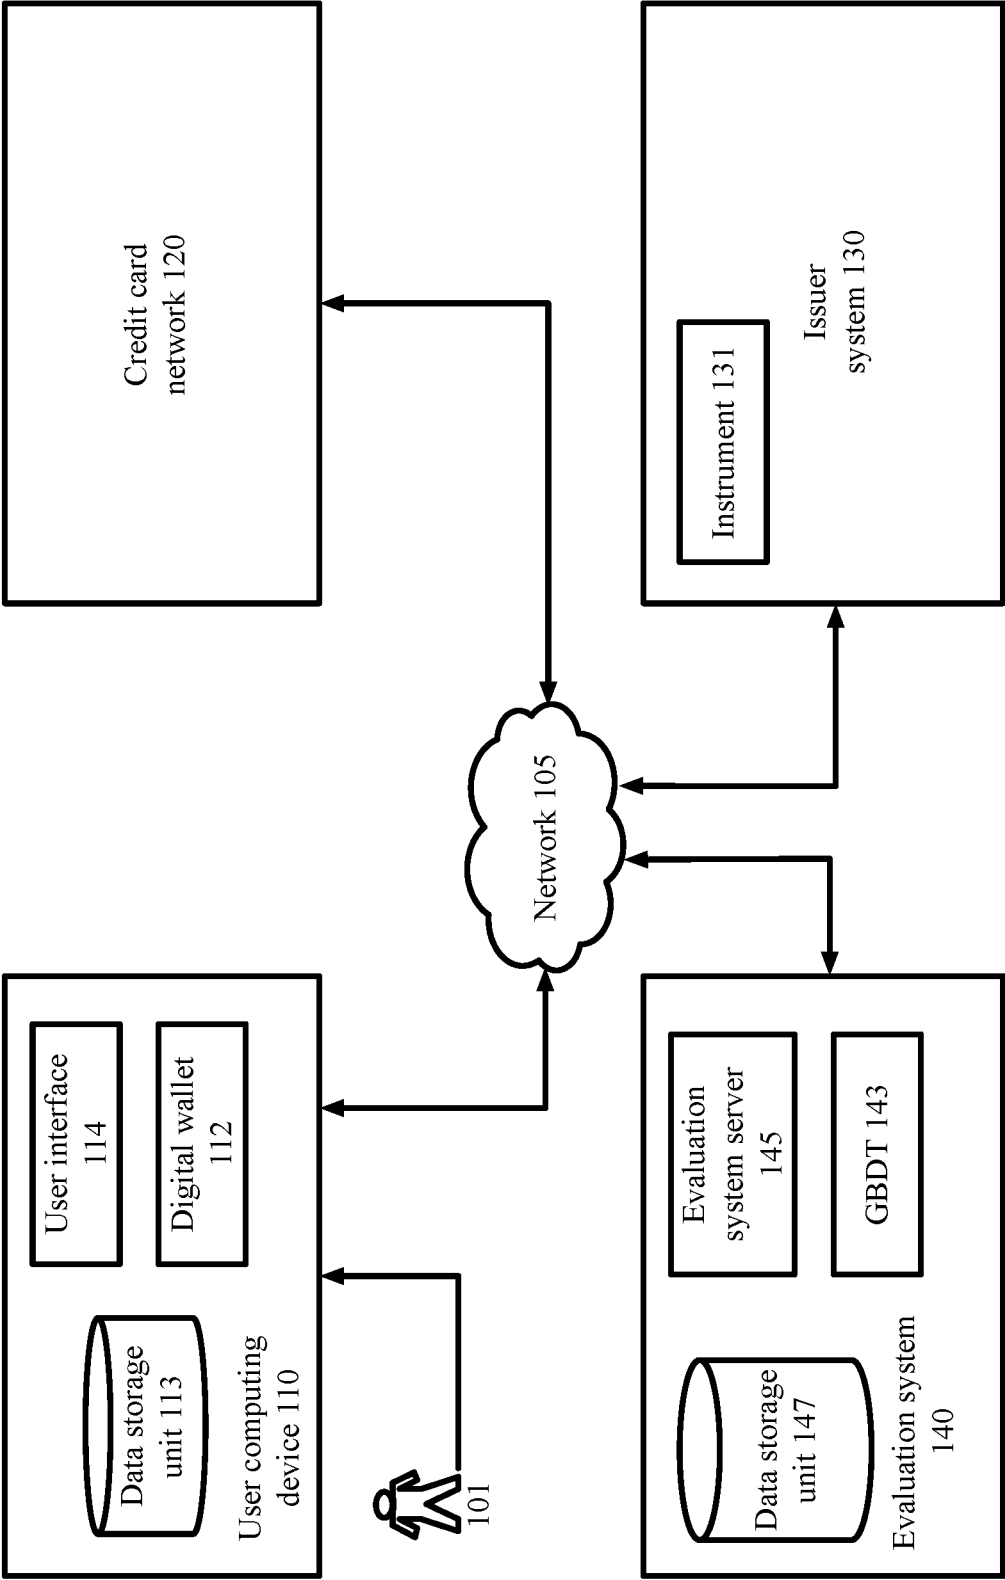 User interface
114
Digital wallet
112
Data storage
unit 113
User computing
device 110
101
Credit card
network 120
Network 105
Evaluation
system server
145
GBDT 143
Data storage
unit 147
Evaluation system
140
Instrument 131
Issuer
system 130